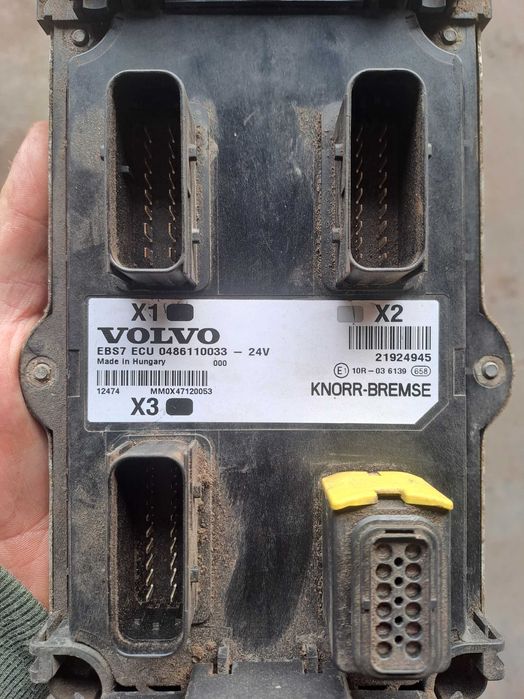 X1 X2
VOLVO
EBS7 ECU 0486110033 - 24V
Made in Hungary 000
21924945
E1 10R-03 6139 658
12474 MM0X47120053
KNORR-BREMSE
X3